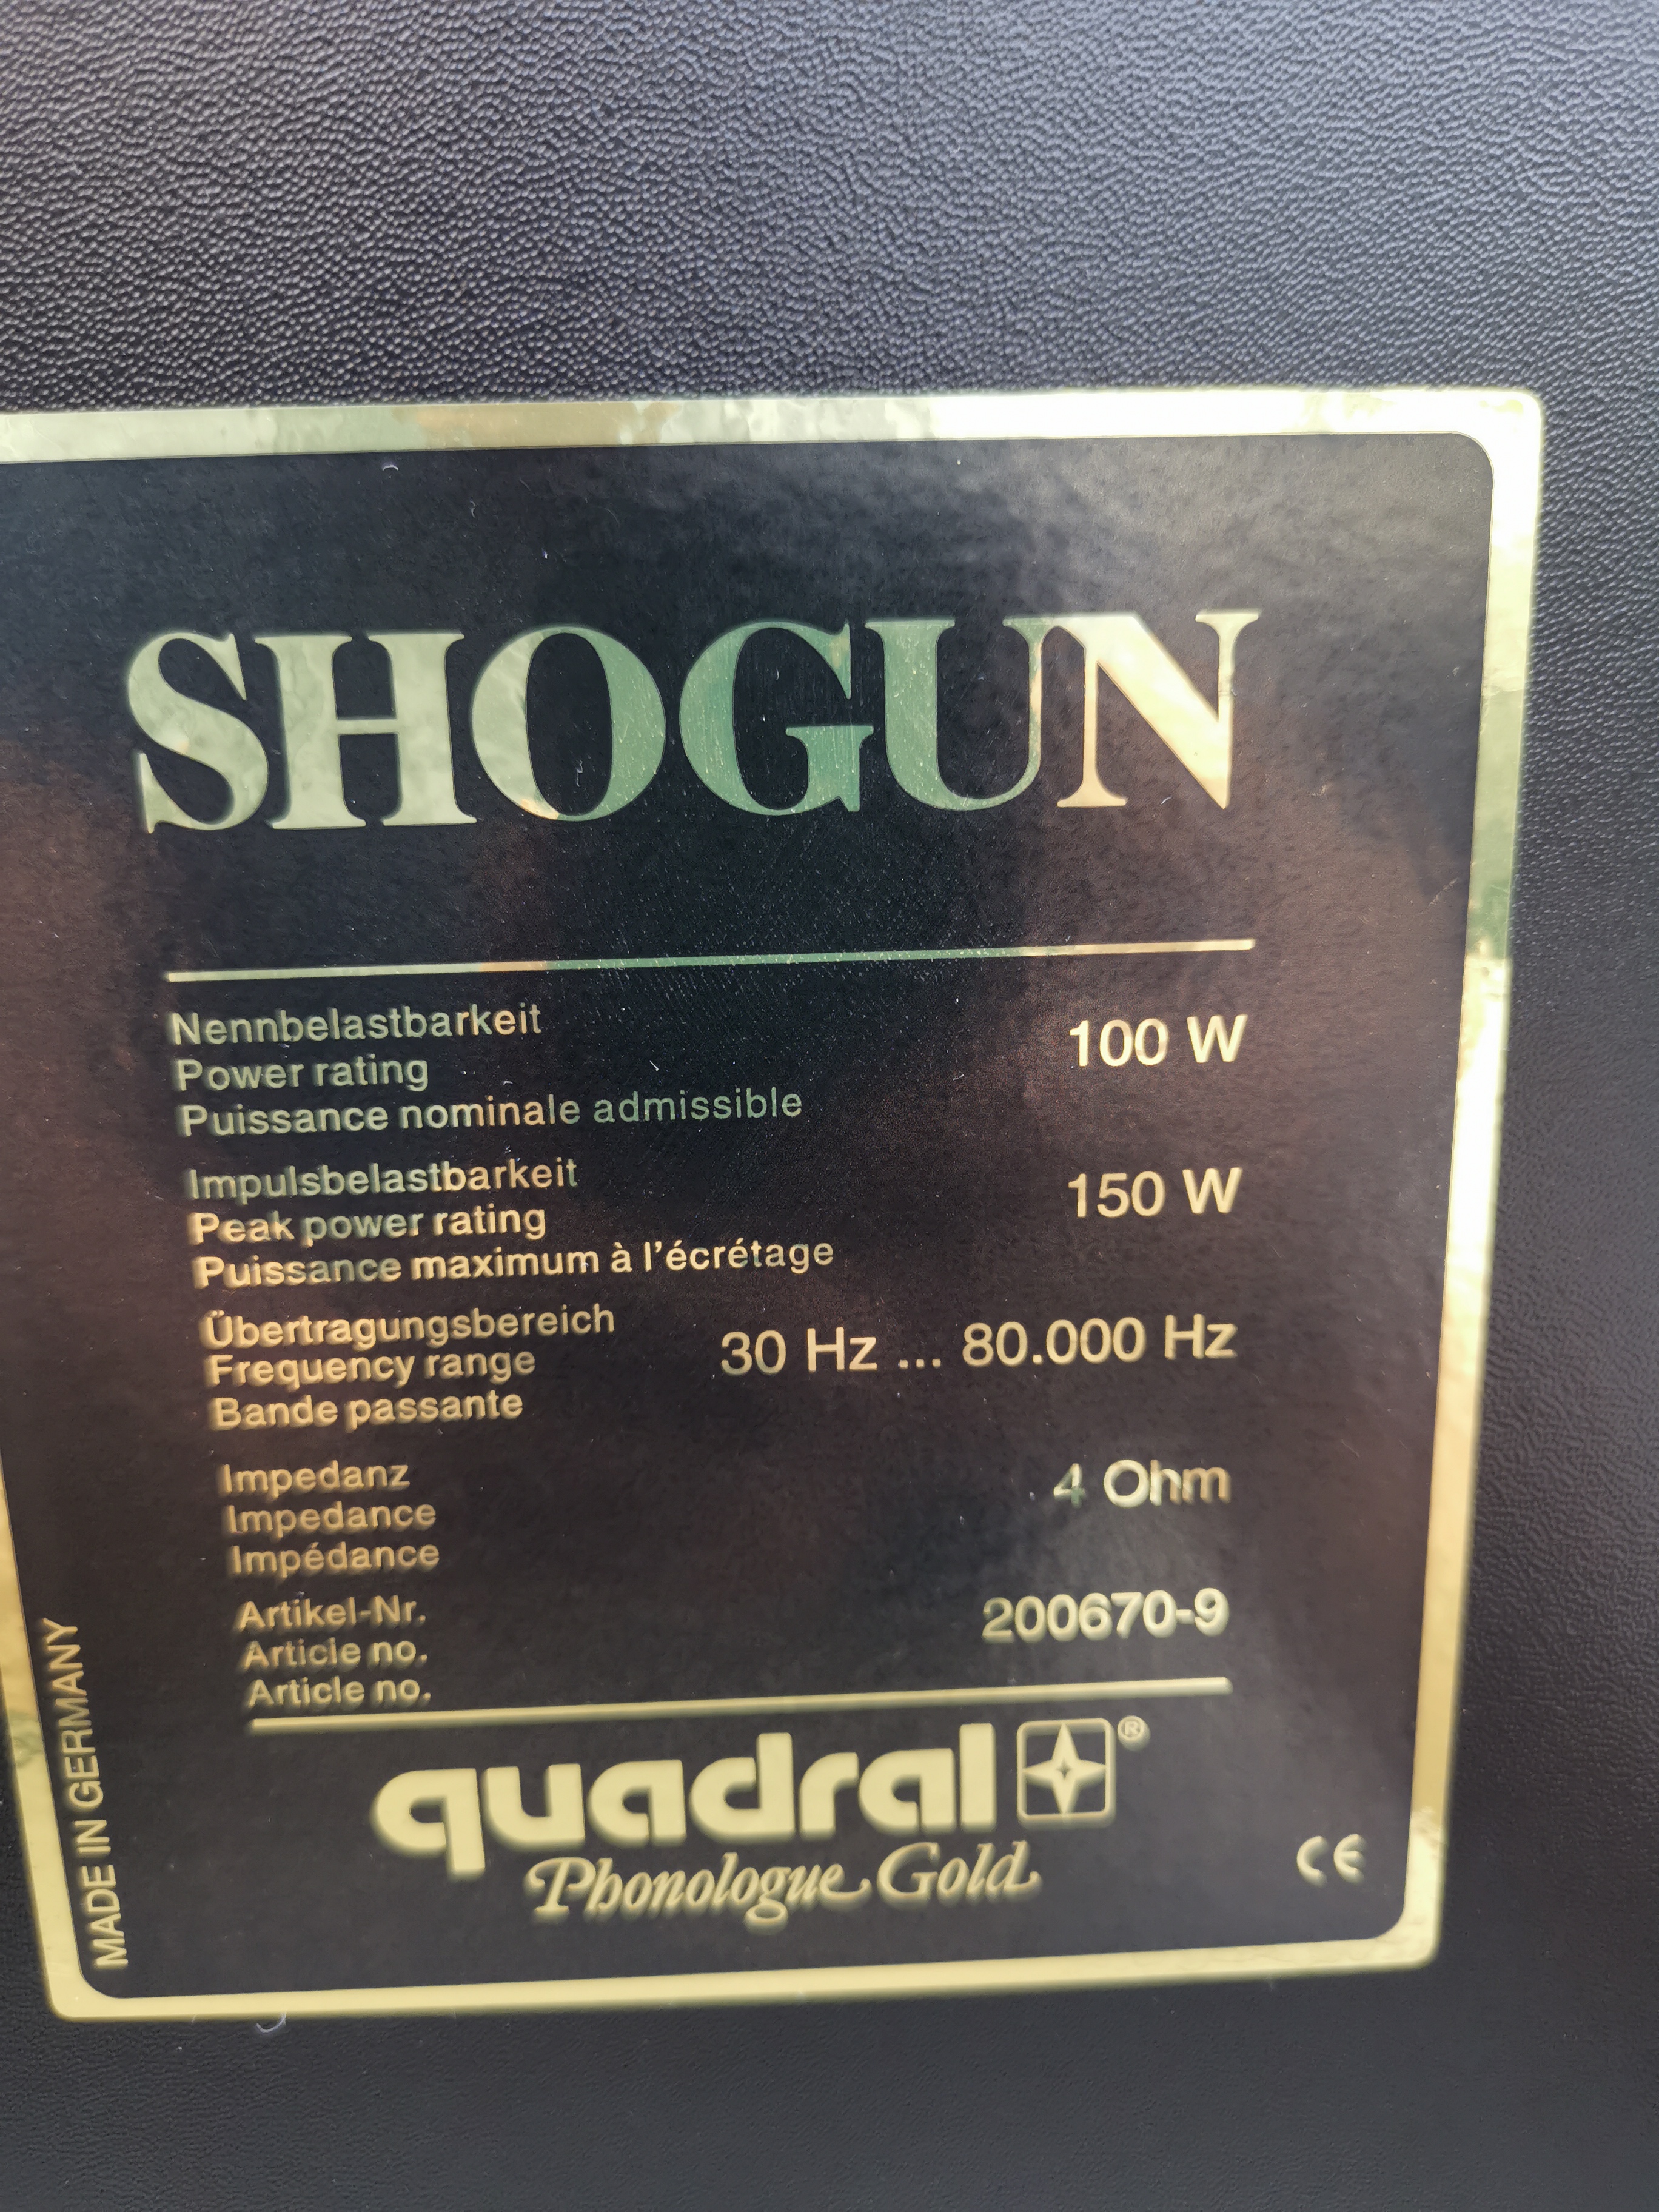 SHOGUN
Nennbelastbarkeit
Power rating
Puissance nominale admissible
100 W
Impulsbelastbarkeit
Peak power rating
Puissance maximum à l'écrétage
150 W
Übertragungsbereich
Frequency range
Bande passante
30 Hz ... 80.000 Hz
Impedanz
Impedance
Impédance
4 Ohm
Artikel-Nr.
Article no.
Article no.
200670-9
quadral ®
Phonologue Gold
CE
MADE IN GERMANY